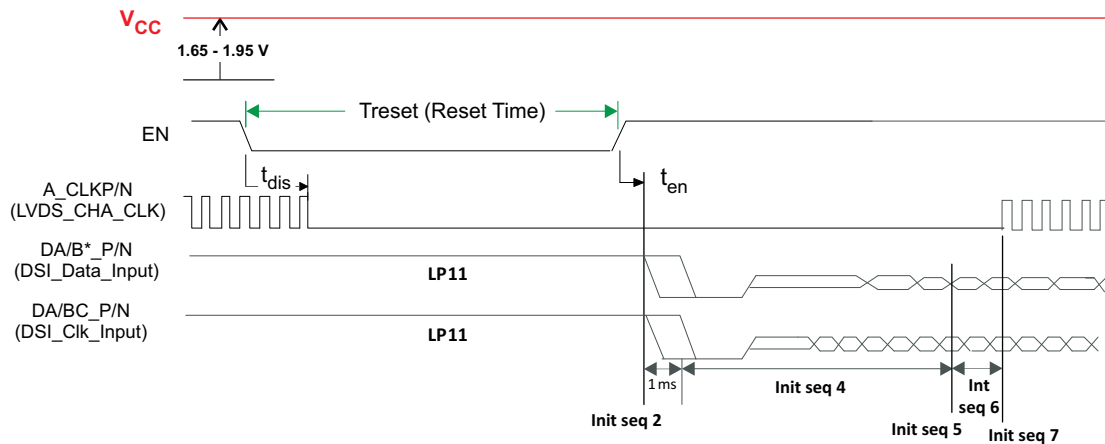 VCC
1.65 - 1.95 V
Treset (Reset Time)
EN
tdis
ten
A_CLKP/N
(LVDS_CHA_CLK)
DA/B*_P/N
(DSI_Data_Input)
LP11
DA/BC_P/N
(DSI_Clk_Input)
LP11
1 ms
Init seq 4
Int
seq 6
Init seq 2
Init seq 5
Init seq 7